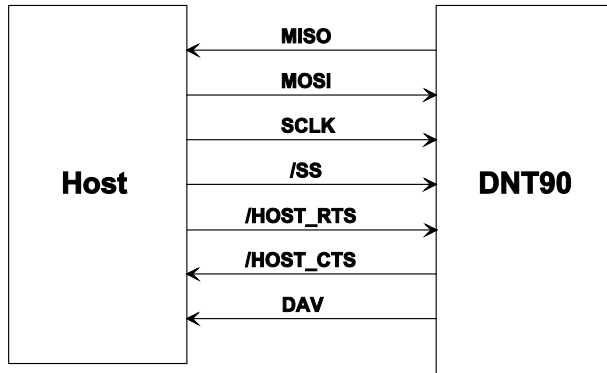 MISO
MOSI
SCLK
Host
/SS
DNT90
/HOST_RTS
/HOST_CTS
DAV